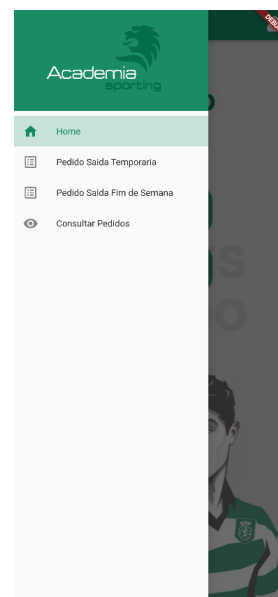 Academia
sporting
Home
Pedido Saida Temporaria
Pedido Saida Fim de Semana
Consultar Pedidos